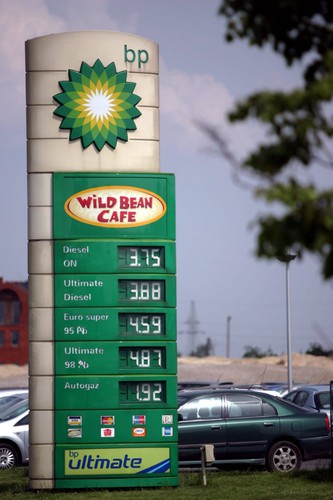 bp
WiLD BEAN
CAFE
Diesel
ON
3.75
Ultimate
Diesel
3.88
Euro super
95 Pb
4.59
Ultimate
98 Pb
4.87
Autogaz
1.92
bp
ultimate